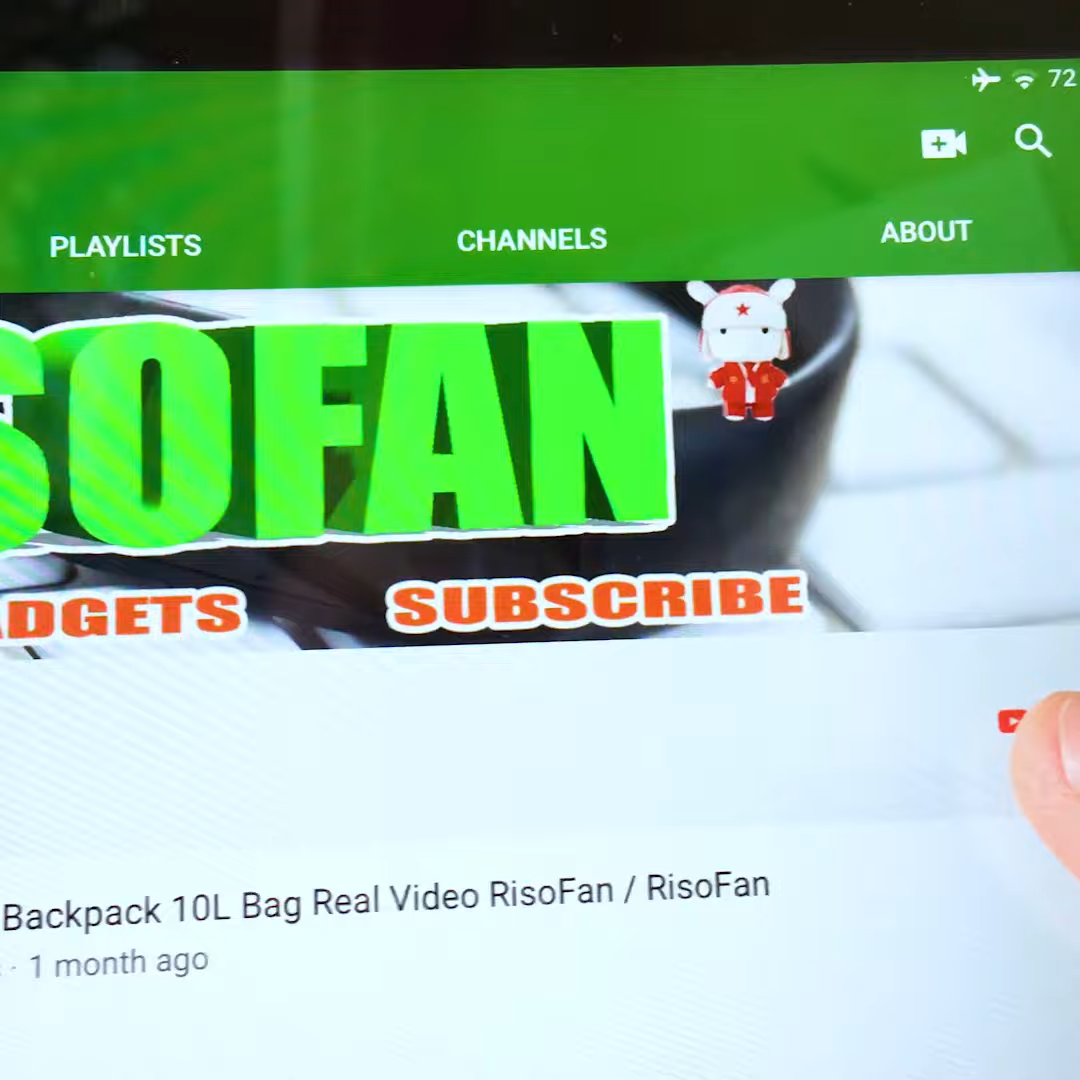 72
PLAYLISTS CHANNELS ABOUT
SOFAN
ADGETS SUBSCRIBE
Backpack 10L Bag Real Video RisoFan / RisoFan
· 1 month ago